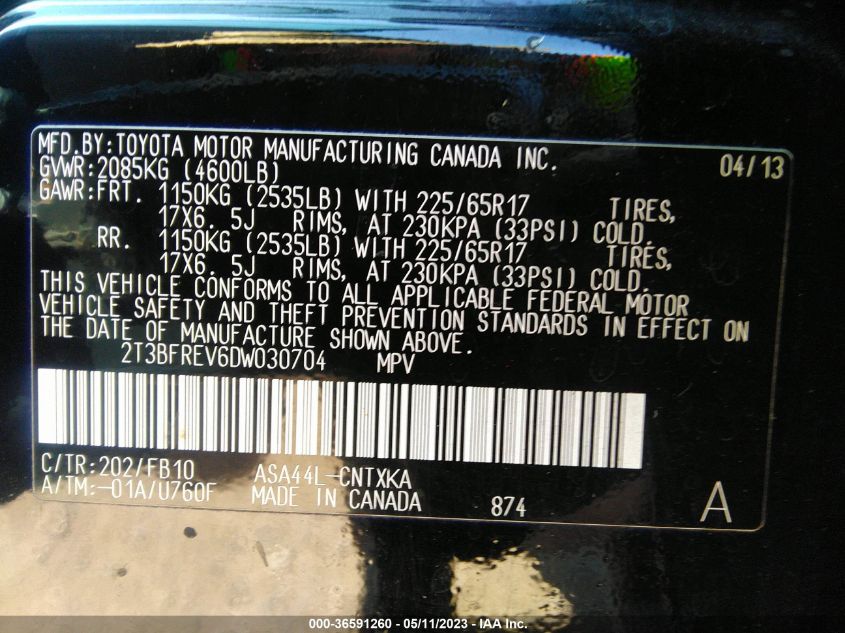 MFD.BY:TOYOTA MOTOR MANUFACTURING CANADA INC. 04/13
GVWR:2085KG (4600LB)
GAWR:FRT. 1150KG (2535LB) WITH 225/65R17 TIRES,
17X6. 5J RIMS, AT 230KPA (33PSI) COLD.
RR. 1150KG (2535LB) WITH 225/65R17 TIRES,
17X6. 5J RIMS, AT 230KPA (33PSI) COLD.
THIS VEHICLE CONFORMS TO ALL APPLICABLE FEDERAL MOTOR
VEHICLE SAFETY AND THEFT PREVENTION STANDARDS IN EFFECT ON
THE DATE OF MANUFACTURE SHOWN ABOVE.
2T3BFREV6DW030704 MPV
C/TR:202/FB10 ASA44L-CNTXKA
A/TM:-01A/U760F MADE IN CANADA 874 A
000-36591260 - 05/11/2023 - IAA Inc.